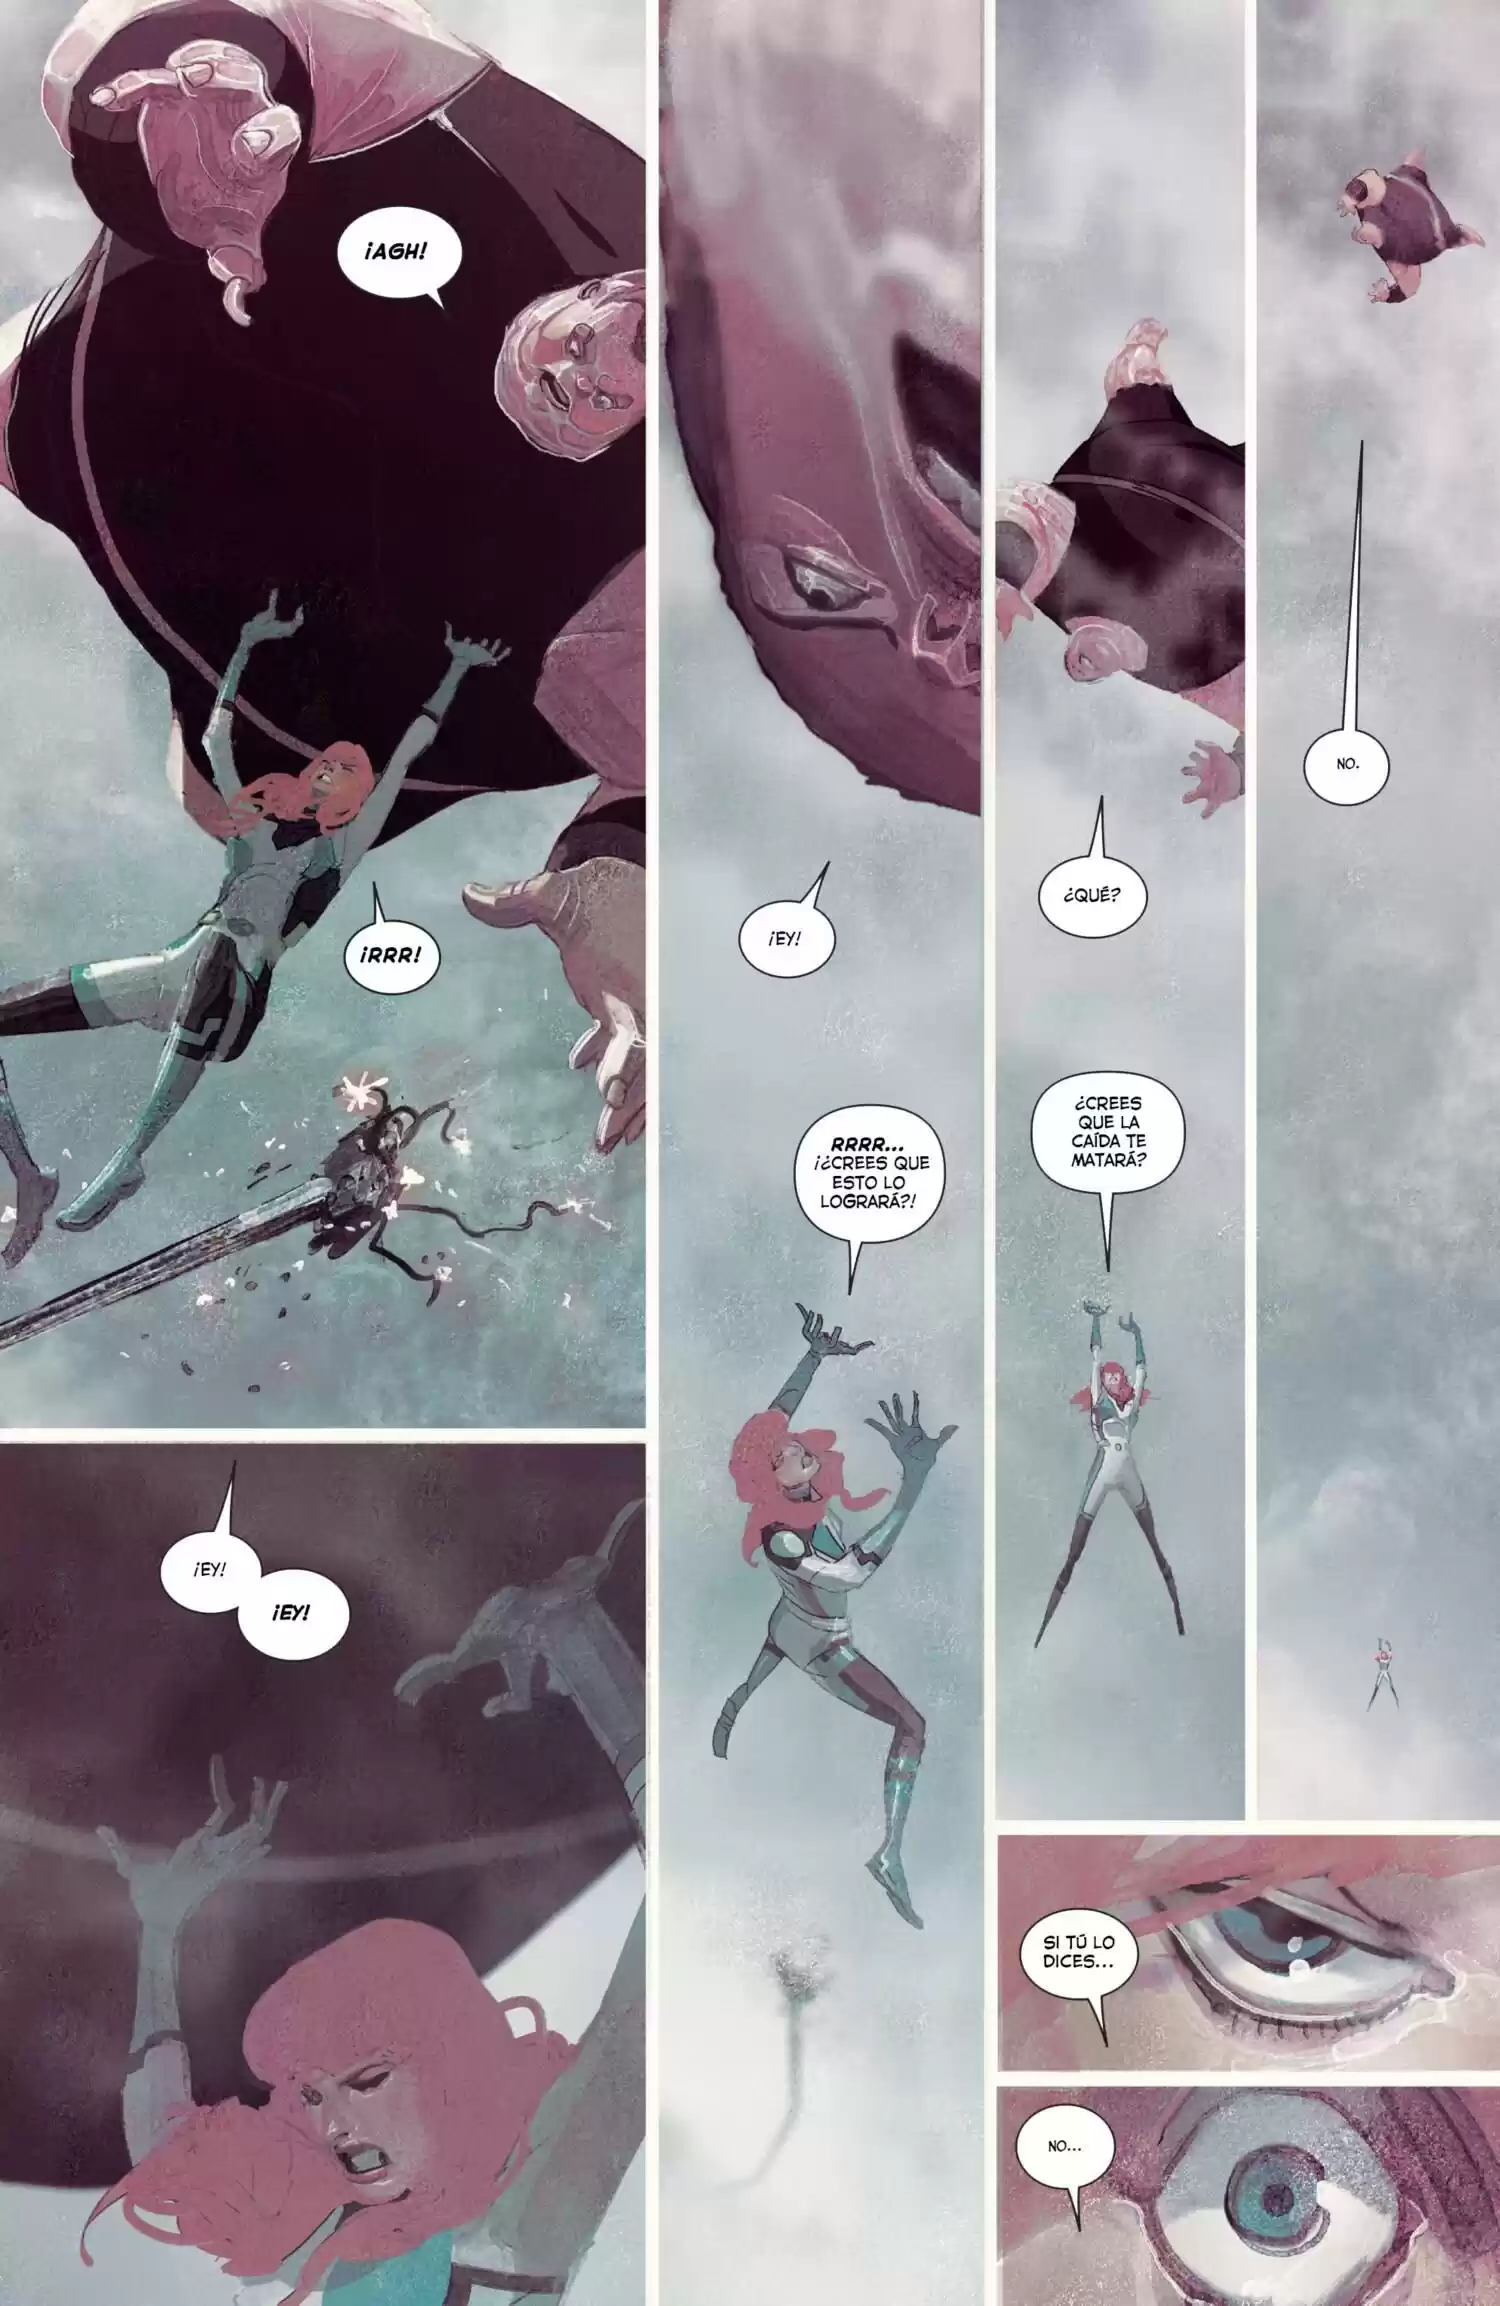 ¡AGH!
¡RRR!
¡EY!
¡EY!
¡EY!
RRRR...
¡¿CREES QUE
ESTO LO
LOGRARÁ?!
¿QUÉ?
¿CREES
QUE LA
CAÍDA TE
MATARÁ?
NO.
SI TÚ LO
DICES...
NO...